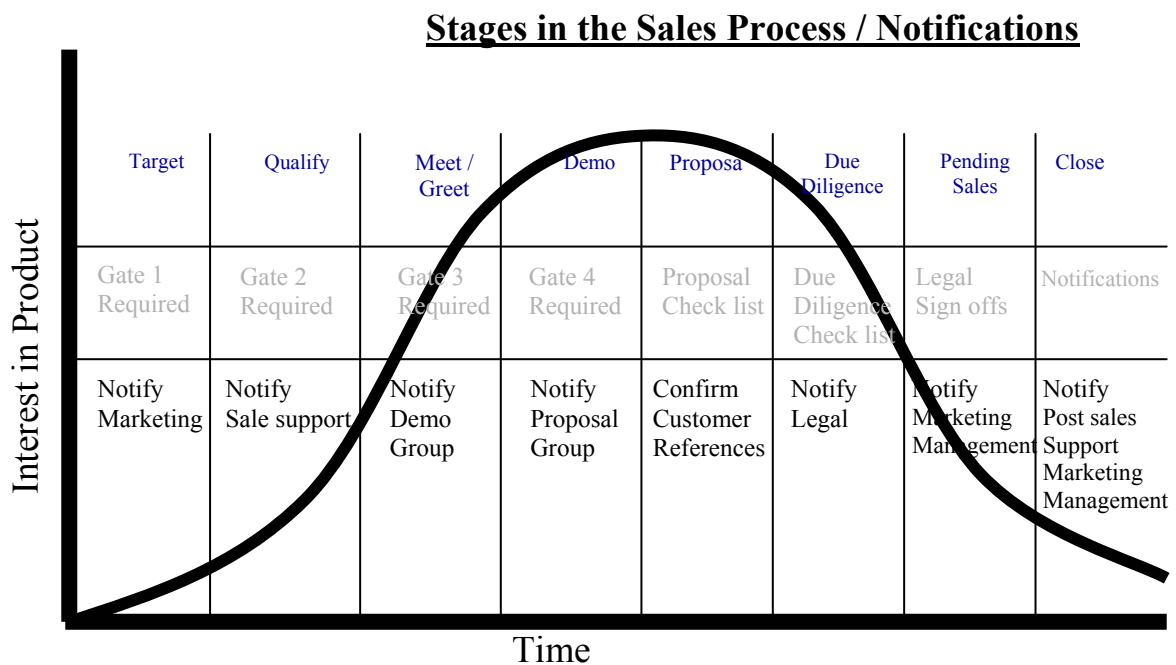 Stages in the Sales Process / Notifications
Interest in Product
Target
Qualify
Meet /
Greet
Demo
Proposa
Due
Diligence
Pending
Sales
Close
Gate 1
Required
Gate 2
Required
Gate 3
Required
Gate 4
Required
Proposal
Check list
Due
Diligence
Check list
Legal
Sign offs
Notifications
Notify
Marketing
Notify
Sale support
Notify
Demo
Group
Notify
Proposal
Group
Confirm
Customer
References
Notify
Legal
Notify
Marketing
Management
Notify
Post sales
Support
Marketing
Management
Time